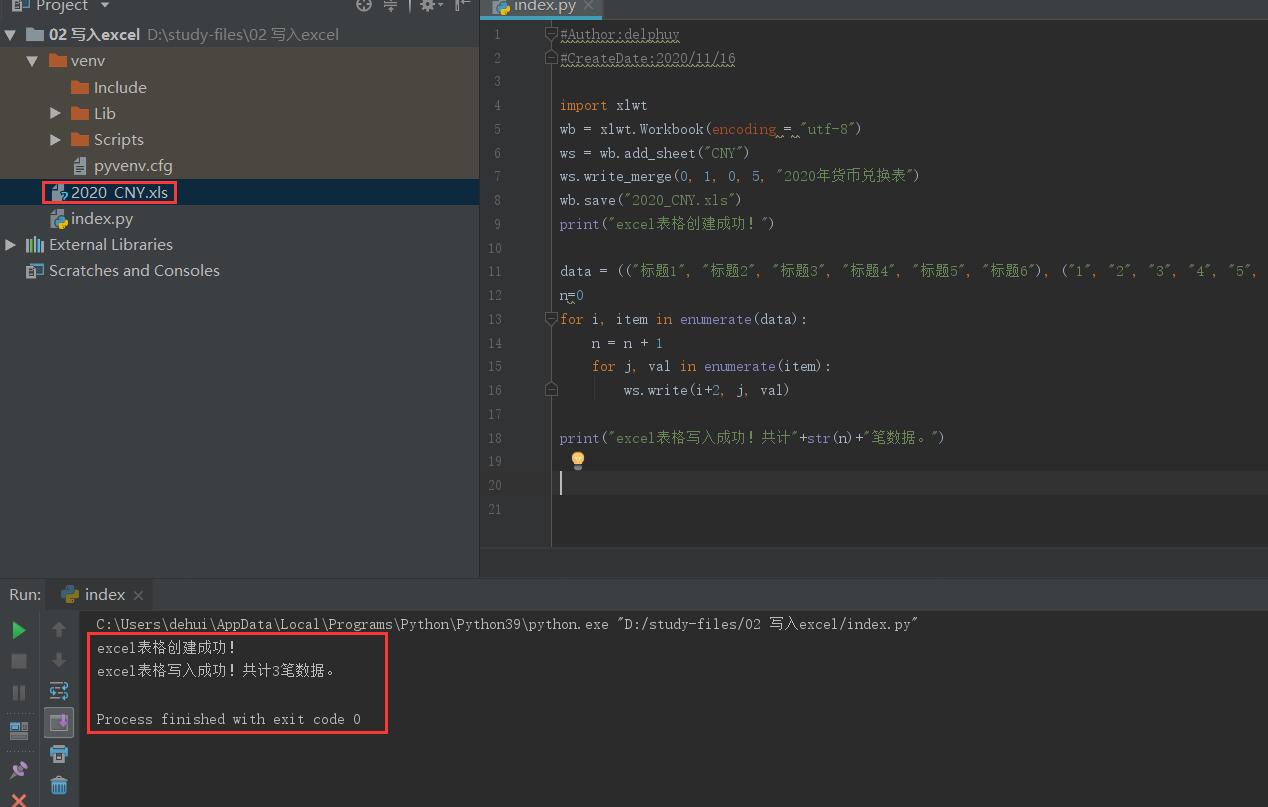 Project
02 写入excel D:\study-files\02 写入excel
venv
Include
Lib
Scripts
pyvenv.cfg
2020_CNY.xls
index.py
External Libraries
Scratches and Consoles
index.py
1 #Author:delphuy
2 #CreateDate:2020/11/16
3
4 import xlwt
5 wb = xlwt.Workbook(encoding = "utf-8")
6 ws = wb.add_sheet("CNY")
7 ws.write_merge(0, 1, 0, 5, "2020年货币兑换表")
8 wb.save("2020_CNY.xls")
9 print("excel表格创建成功！")
10
11 data = (("标题1", "标题2", "标题3", "标题4", "标题5", "标题6"), ("1", "2", "3", "4", "5",
12 n=0
13 for i, item in enumerate(data):
14 n = n + 1
15 for j, val in enumerate(item):
16 ws.write(i+2, j, val)
17
18 print("excel表格写入成功！共计"+str(n)+"笔数据。")
19
20
21
Run: index
C:\Users\dehui\AppData\Local\Programs\Python\Python39\python.exe "D:/study-files/02 写入excel/index.py"
excel表格创建成功！
excel表格写入成功！共计3笔数据。
Process finished with exit code 0